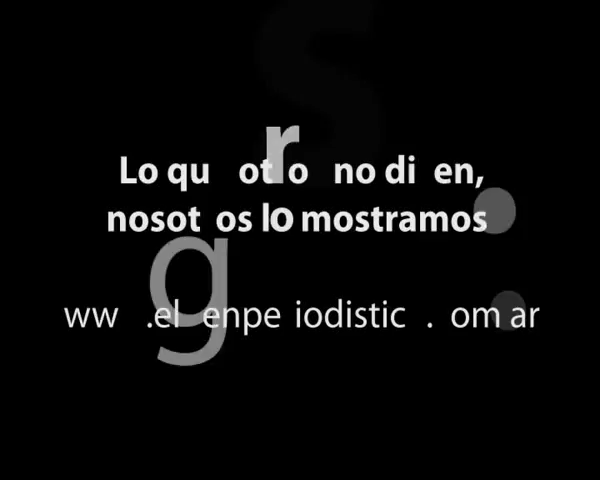 s
r
Lo qu ot o no di en,
nosot os lo mostramos
:
g
ww .el enpe iodistic . om ar